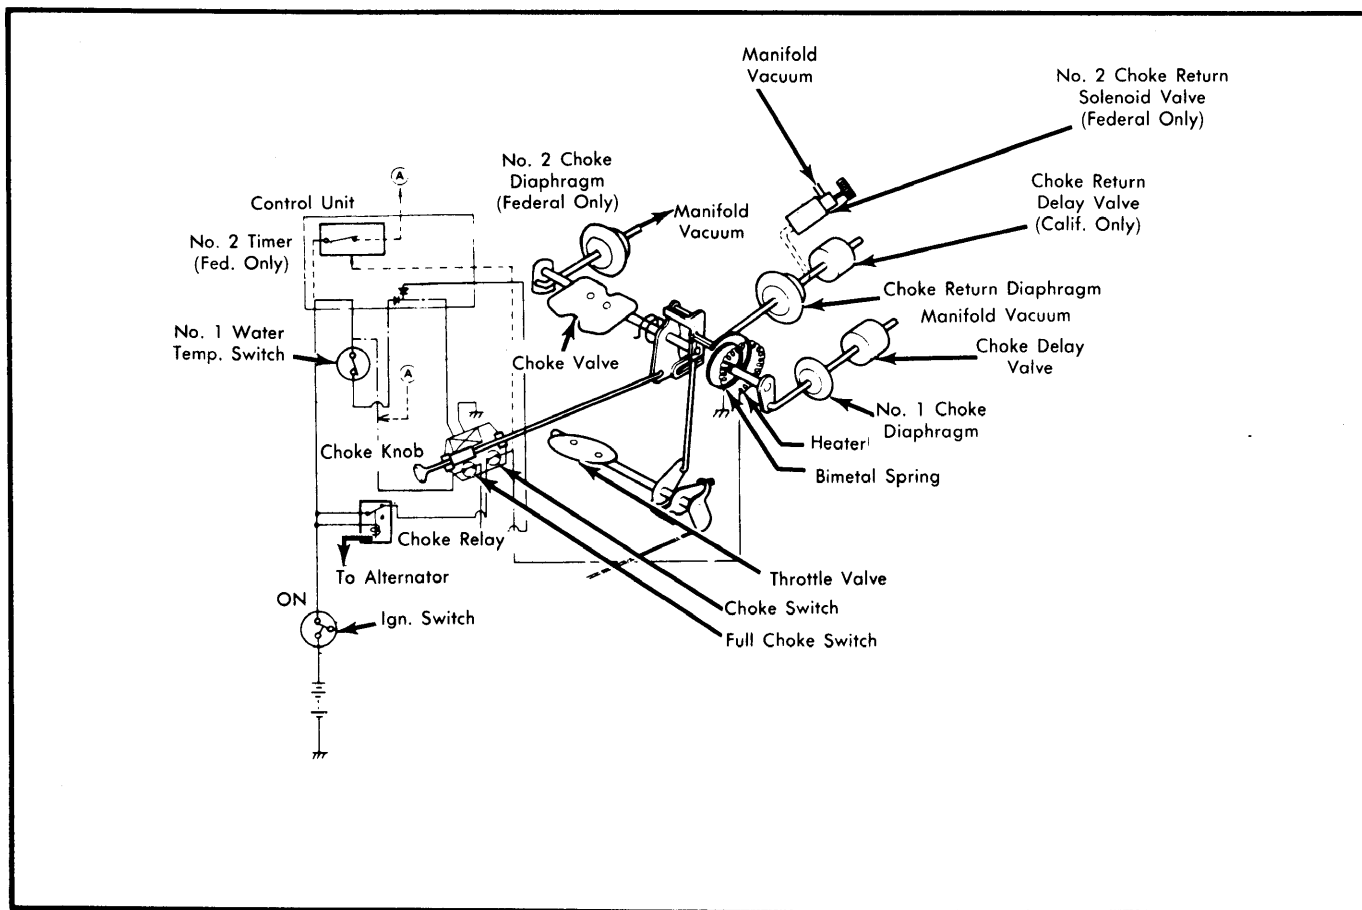 Manifold
Vacuum
No. 2 Choke Return
Solenoid Valve
(Federal Only)
No. 2 Choke
Diaphragm
(Federal Only)
A
Choke Return
Delay Valve
(Calif. Only)
Control Unit
Manifold
Vacuum
No. 2 Timer
(Fed. Only)
Choke Return Diaphragm
Manifold Vacuum
No. 1 Water
Temp. Switch
Choke Valve
Choke Delay
Valve
A
No. 1 Choke
Diaphragm
Heater
Choke Knob
Bimetal Spring
Choke Relay
To Alternator
Throttle Valve
ON
Choke Switch
Ign. Switch
Full Choke Switch